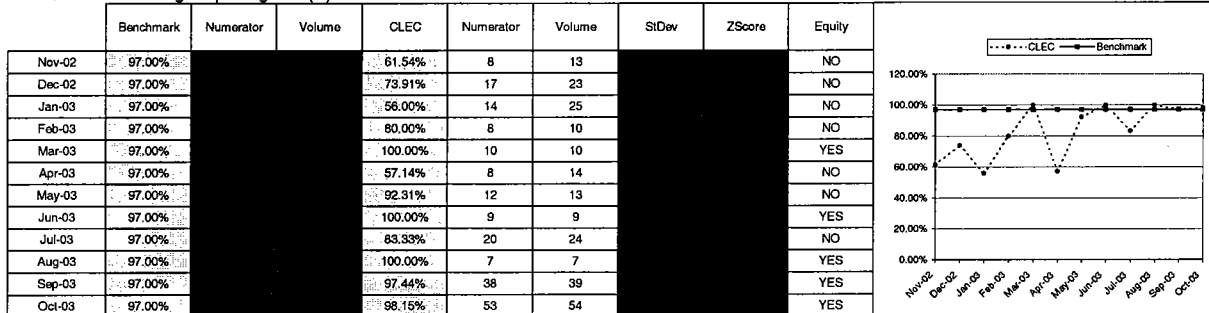 Benchmark Numerator Volume CLEC Numerator Volume StDev ZScore Equity
Nov-02 97.00% 61.54% 8 13 NO
Dec-02 97.00% 73.91% 17 23 NO
Jan-03 97.00% 56.00% 14 25 NO
Feb-03 97.00% 80.00% 8 10 NO
Mar-03 97.00% 100.00% 10 10 YES
Apr-03 97.00% 57.14% 8 14 NO
May-03 97.00% 92.31% 12 13 NO
Jun-03 97.00% 100.00% 9 9 YES
Jul-03 97.00% 83.33% 20 24 NO
Aug-03 97.00% 100.00% 7 7 YES
Sep-03 97.00% 97.44% 38 39 YES
Oct-03 97.00% 98.15% 53 54 YES
CLEC Benchmark
120.00%
100.00%
80.00%
60.00%
40.00%
20.00%
0.00%
Nov-02 Dec-02 Jan-03 Feb-03 Mar-03 Apr-03 May-03 Jun-03 Jul-03 Aug-03 Sep-03 Oct-03